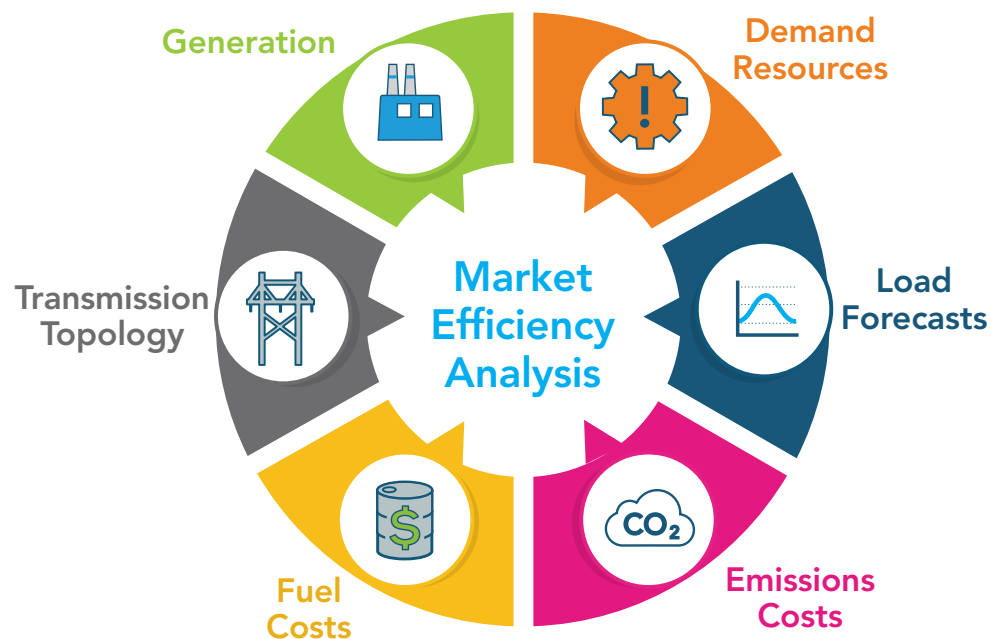 Generation
Demand
Resources
Transmission
Topology
Market
Efficiency
Analysis
Load
Forecasts
$
CO₂
Fuel
Costs
Emissions
Costs
!